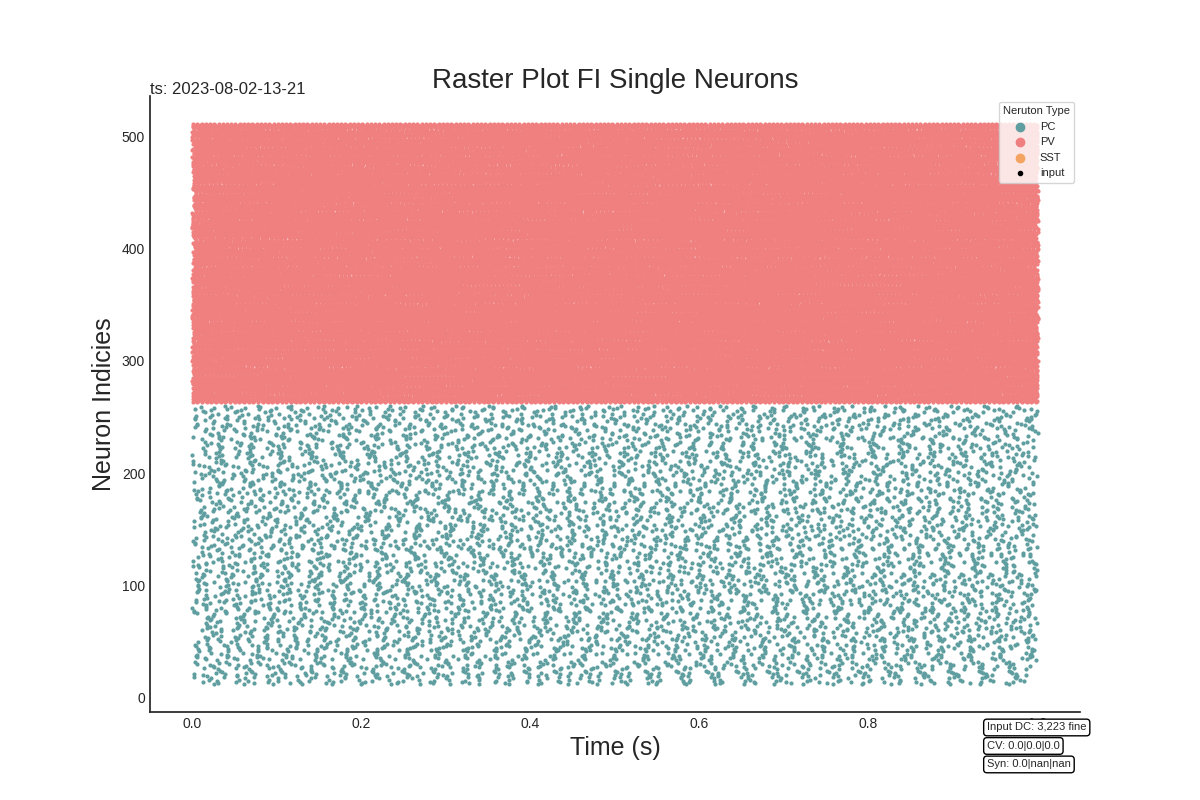 Raster Plot FI Single Neurons
ts: 2023-08-02-13-21
Neruton Type
PC
PV
SST
input
500
400
300
200
100
0
Neuron Indicies
0.0 0.2 0.4 0.6 0.8
Time (s)
Input DC: 3,223 fine
CV: 0.0|0.0|0.0
Syn: 0.0|nan|nan